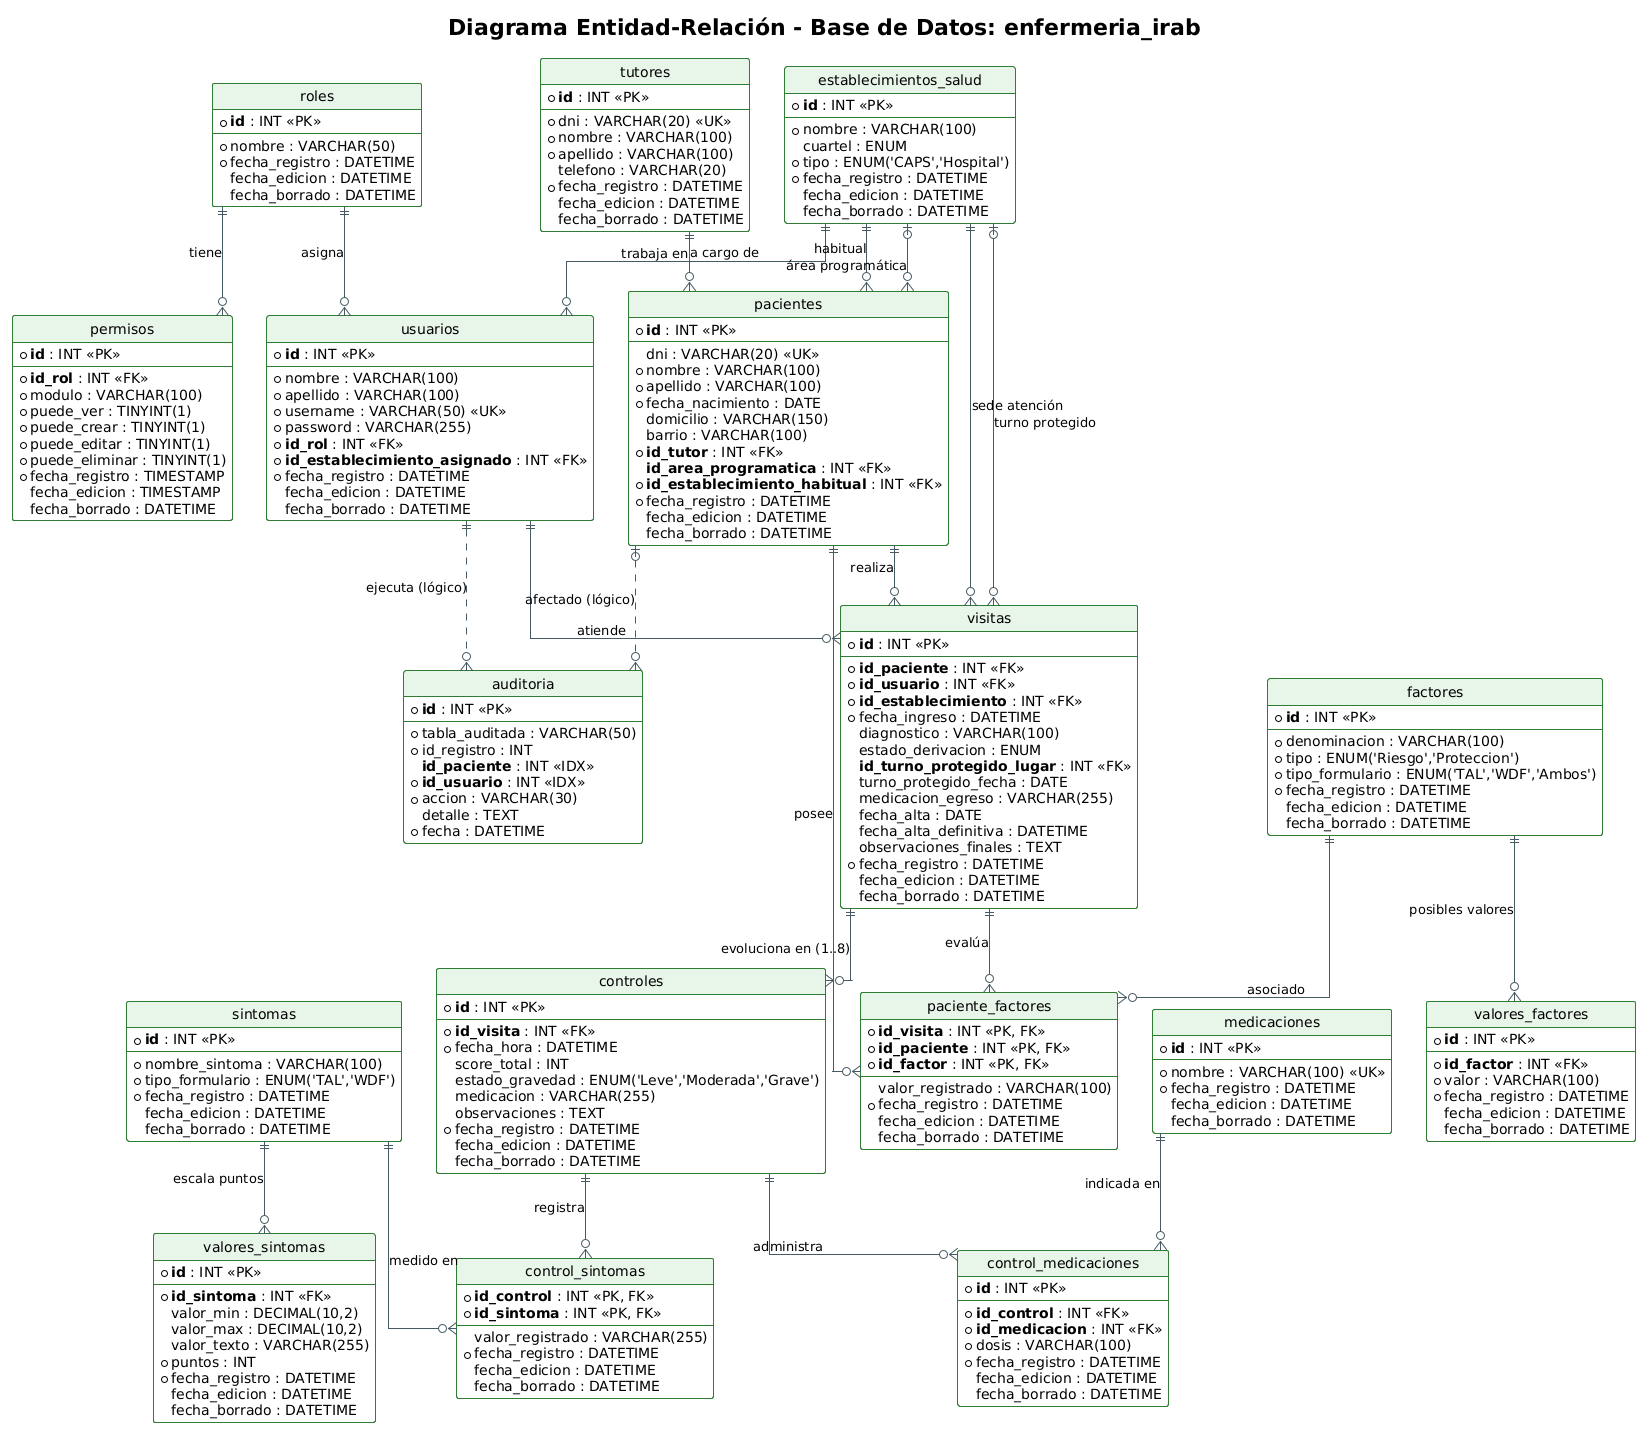 Diagrama Entidad-Relación - Base de Datos: enfermeria_irab
roles
id : INT «PK»
nombre : VARCHAR(50)
fecha_registro : DATETIME
fecha_edicion : DATETIME
fecha_borrado : DATETIME
tutores
id : INT «PK»
dni : VARCHAR(20) «UK»
nombre : VARCHAR(100)
apellido : VARCHAR(100)
telefono : VARCHAR(20)
fecha_registro : DATETIME
fecha_edicion : DATETIME
fecha_borrado : DATETIME
establecimientos_salud
id : INT «PK»
nombre : VARCHAR(100)
cuartel : ENUM
tipo : ENUM('CAPS','Hospital')
fecha_registro : DATETIME
fecha_edicion : DATETIME
fecha_borrado : DATETIME
tiene
asigna
trabaja en
a cargo de
habitual
área programática
permisos
id : INT «PK»
id_rol : INT «FK»
modulo : VARCHAR(100)
puede_ver : TINYINT(1)
puede_crear : TINYINT(1)
puede_editar : TINYINT(1)
puede_eliminar : TINYINT(1)
fecha_registro : TIMESTAMP
fecha_edicion : TIMESTAMP
fecha_borrado : DATETIME
usuarios
id : INT «PK»
nombre : VARCHAR(100)
apellido : VARCHAR(100)
username : VARCHAR(50) «UK»
password : VARCHAR(255)
id_rol : INT «FK»
id_establecimiento_asignado : INT «FK»
fecha_registro : DATETIME
fecha_edicion : DATETIME
fecha_borrado : DATETIME
pacientes
id : INT «PK»
dni : VARCHAR(20) «UK»
nombre : VARCHAR(100)
apellido : VARCHAR(100)
fecha_nacimiento : DATE
domicilio : VARCHAR(150)
barrio : VARCHAR(100)
id_tutor : INT «FK»
id_area_programatica : INT «FK»
id_establecimiento_habitual : INT «FK»
fecha_registro : DATETIME
fecha_edicion : DATETIME
fecha_borrado : DATETIME
sede atención
turno protegido
realiza
ejecuta (lógico)
afectado (lógico)
atiende
auditoria
id : INT «PK»
tabla_auditada : VARCHAR(50)
id_registro : INT
id_paciente : INT «IDX»
id_usuario : INT «IDX»
accion : VARCHAR(30)
detalle : TEXT
fecha : DATETIME
visitas
id : INT «PK»
id_paciente : INT «FK»
id_usuario : INT «FK»
id_establecimiento : INT «FK»
fecha_ingreso : DATETIME
diagnostico : VARCHAR(100)
estado_derivacion : ENUM
id_turno_protegido_lugar : INT «FK»
turno_protegido_fecha : DATE
medicacion_egreso : VARCHAR(255)
fecha_alta : DATE
fecha_alta_definitiva : DATETIME
observaciones_finales : TEXT
fecha_registro : DATETIME
fecha_edicion : DATETIME
fecha_borrado : DATETIME
factores
id : INT «PK»
denominacion : VARCHAR(100)
tipo : ENUM('Riesgo','Proteccion')
tipo_formulario : ENUM('TAL','WDF','Ambos')
fecha_registro : DATETIME
fecha_edicion : DATETIME
fecha_borrado : DATETIME
posee
evoluciona en (1..8)
evalúa
posibles valores
asociado
sintomas
id : INT «PK»
nombre_sintoma : VARCHAR(100)
tipo_formulario : ENUM('TAL','WDF')
fecha_registro : DATETIME
fecha_edicion : DATETIME
fecha_borrado : DATETIME
controles
id : INT «PK»
id_visita : INT «FK»
fecha_hora : DATETIME
score_total : INT
estado_gravedad : ENUM('Leve','Moderada','Grave')
medicacion : VARCHAR(255)
observaciones : TEXT
fecha_registro : DATETIME
fecha_edicion : DATETIME
fecha_borrado : DATETIME
paciente_factores
id_visita : INT «PK, FK»
id_paciente : INT «PK, FK»
id_factor : INT «PK, FK»
valor_registrado : VARCHAR(100)
fecha_registro : DATETIME
fecha_edicion : DATETIME
fecha_borrado : DATETIME
medicaciones
id : INT «PK»
nombre : VARCHAR(100) «UK»
fecha_registro : DATETIME
fecha_edicion : DATETIME
fecha_borrado : DATETIME
valores_factores
id : INT «PK»
id_factor : INT «FK»
valor : VARCHAR(100)
fecha_registro : DATETIME
fecha_edicion : DATETIME
fecha_borrado : DATETIME
escala puntos
registra
indicada en
medido en
administra
valores_sintomas
id : INT «PK»
id_sintoma : INT «FK»
valor_min : DECIMAL(10,2)
valor_max : DECIMAL(10,2)
valor_texto : VARCHAR(255)
puntos : INT
fecha_registro : DATETIME
fecha_edicion : DATETIME
fecha_borrado : DATETIME
control_sintomas
id_control : INT «PK, FK»
id_sintoma : INT «PK, FK»
valor_registrado : VARCHAR(255)
fecha_registro : DATETIME
fecha_edicion : DATETIME
fecha_borrado : DATETIME
control_medicaciones
id : INT «PK»
id_control : INT «FK»
id_medicacion : INT «FK»
dosis : VARCHAR(100)
fecha_registro : DATETIME
fecha_edicion : DATETIME
fecha_borrado : DATETIME